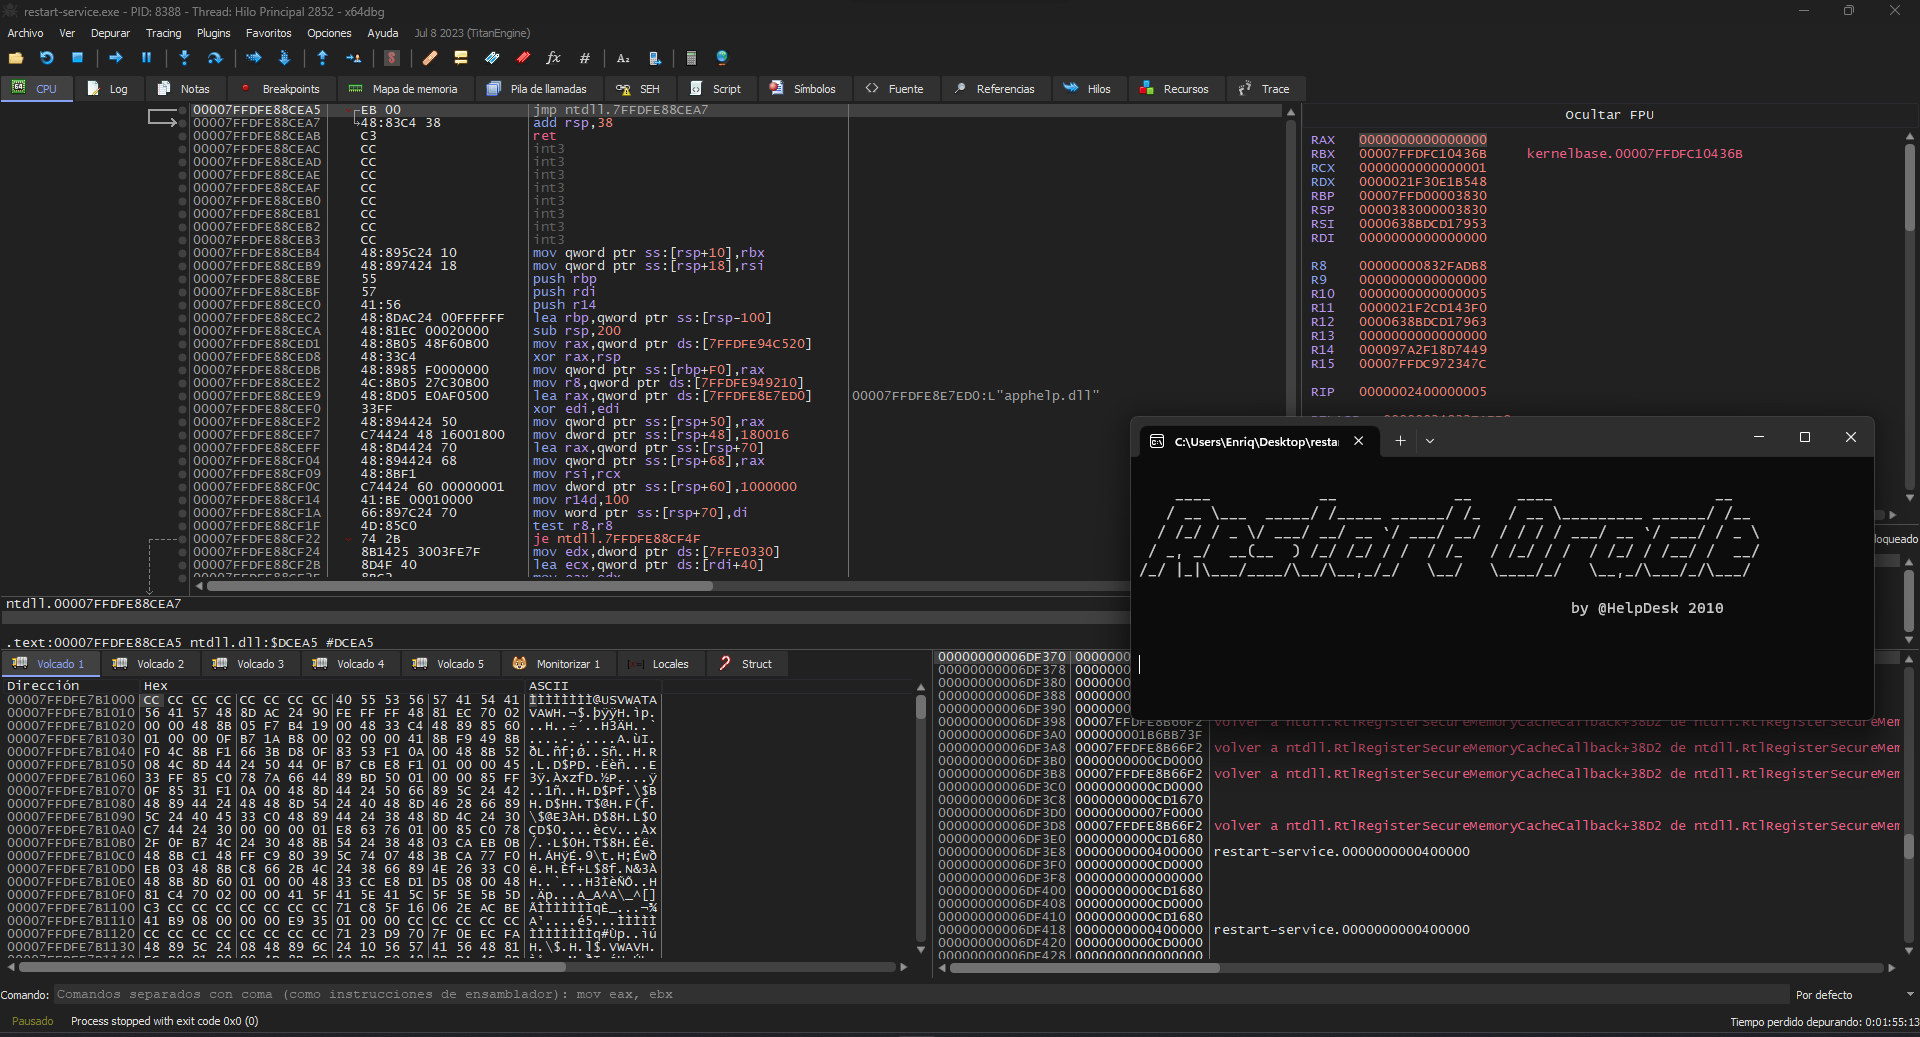 restart-service.exe - PID: 8388 - Thread: Hilo Principal 2852 - x64dbg
Archivo Ver Depurar Tracing Plugins Favoritos Opciones Ayuda Jul 8 2023 (TitanEngine)
CPU Log Notas Breakpoints Mapa de memoria Pila de llamadas SEH Script Símbolos Fuente Referencias Hilos Recursos Trace
00007FFDFE88CEA5 EB 00 jmp ntdll.7FFDFE88CEA7
00007FFDFE88CEA7 48:83C4 38 add rsp,38
00007FFDFE88CEAB C3 ret
00007FFDFE88CEAC CC int3
00007FFDFE88CEAD CC int3
00007FFDFE88CEAE CC int3
00007FFDFE88CEAF CC int3
00007FFDFE88CEB0 CC int3
00007FFDFE88CEB1 CC int3
00007FFDFE88CEB2 CC int3
00007FFDFE88CEB3 CC int3
00007FFDFE88CEB4 48:895C24 10 mov qword ptr ss:[rsp+10],rbx
00007FFDFE88CEB9 48:897424 18 mov qword ptr ss:[rsp+18],rsi
00007FFDFE88CEBE 55 push rbp
00007FFDFE88CEBF 57 push rdi
00007FFDFE88CEC0 41:56 push r14
00007FFDFE88CEC2 48:8DAC24 00FFFFFF lea rbp,qword ptr ss:[rsp-100]
00007FFDFE88CECA 48:81EC 00020000 sub rsp,200
00007FFDFE88CED1 48:8B05 48F60B00 mov rax,qword ptr ds:[7FFDFE94C520]
00007FFDFE88CED8 48:33C4 xor rax,rsp
00007FFDFE88CEDB 48:8985 F0000000 mov qword ptr ss:[rbp+F0],rax
00007FFDFE88CEE2 4C:8B05 27C30B00 mov r8,qword ptr ds:[7FFDFE949210]
00007FFDFE88CEE9 48:8D05 E0AF0500 lea rax,qword ptr ds:[7FFDFE8E7ED0] 00007FFDFE8E7ED0:L"apphelp.dll"
00007FFDFE88CEF0 33FF xor edi,edi
00007FFDFE88CEF2 48:894424 50 mov qword ptr ss:[rsp+50],rax
00007FFDFE88CEF7 C74424 48 16001800 mov dword ptr ss:[rsp+48],180016
00007FFDFE88CEFF 48:8D4424 70 lea rax,qword ptr ss:[rsp+70]
00007FFDFE88CF04 48:894424 68 mov qword ptr ss:[rsp+68],rax
00007FFDFE88CF09 48:8BF1 mov rsi,rcx
00007FFDFE88CF0C C74424 60 00000001 mov dword ptr ss:[rsp+60],1000000
00007FFDFE88CF14 41:BE 00010000 mov r14d,100
00007FFDFE88CF1A 66:897C24 70 mov word ptr ss:[rsp+70],di
00007FFDFE88CF1F 4D:85C0 test r8,r8
00007FFDFE88CF22 74 2B je ntdll.7FFDFE88CF4F
00007FFDFE88CF24 8B1425 3003FE7F mov edx,dword ptr ds:[7FFE0330]
00007FFDFE88CF2B 8D4F 40 lea ecx,qword ptr ds:[rdi+40]
Ocultar FPU
RAX 0000000000000000
RBX 00007FFDFC10436B kernelbase.00007FFDFC10436B
RCX 0000000000000001
RDX 0000021F30E1B548
RBP 00007FFD00003830
RSP 0000383000003830
RSI 0000638BDCD17953
RDI 0000000000000000
R8 00000000832FADB8
R9 0000000000000000
R10 0000000000000005
R11 0000021F2CD143F0
R12 0000638BDCD17963
R13 0000000000000000
R14 000097A2F18D7449
R15 00007FFDC972347C
RIP 0000002400000005
C:\Users\Enriq\Desktop\resta
Restart Oracle
by @HelpDesk 2010
loqueado
ntdll.00007FFDFE88CEA7
.text:00007FFDFE88CEA5 ntdll.dll:$DCEA5 #DCEA5
Volcado 1 Volcado 2 Volcado 3 Volcado 4 Volcado 5 Monitorizar 1 Locales Struct
Dirección Hex ASCII
00007FFDFE7B1000 CC CC CC CC CC CC CC CC 40 55 53 56 57 41 54 41 ÌÌÌÌÌÌÌÌ@USVWATA
00007FFDFE7B1010 56 41 57 48 8D AC 24 90 FE FF FF 48 81 EC 70 02 VAWH.¬$.þÿÿH.ìp.
00007FFDFE7B1020 00 00 48 8B 05 F7 B4 19 00 48 33 C4 48 89 85 60 ..H..÷´..H3ÄH..`
00007FFDFE7B1030 01 00 00 0F B7 1A B8 00 02 00 00 41 8B F9 49 8B ....·.¸....A.ùI.
00007FFDFE7B1040 F0 4C 8B F1 66 3B D8 0F 83 53 F1 0A 00 48 8B 52 ðL.ñf;Ø..Sñ..H.R
00007FFDFE7B1050 08 4C 8D 44 24 50 44 0F B7 CB E8 F1 01 00 00 45 .L.D$PD.·Ëèñ...E
00007FFDFE7B1060 33 FF 85 C0 78 7A 66 44 89 BD 50 01 00 00 85 FF 3ÿ.ÀxzfD.½P....ÿ
00007FFDFE7B1070 0F 85 31 F1 0A 00 48 8D 44 24 50 66 89 5C 24 42 ..1ñ..H.D$Pf.\$B
00007FFDFE7B1080 48 89 44 24 48 48 8D 54 24 40 48 8D 46 28 66 89 H.D$HH.T$@H.F(f.
00007FFDFE7B1090 5C 24 40 45 33 C0 48 89 44 24 38 48 8D 4C 24 30 \$@E3ÀH.D$8H.L$0
00007FFDFE7B10A0 C7 44 24 30 00 00 00 01 E8 63 76 01 00 85 C0 78 ÇD$0....ècv...Àx
00007FFDFE7B10B0 2F 0F B7 4C 24 30 48 8B 54 24 38 48 03 CA EB 0B /.·L$0H.T$8H.Êë.
00007FFDFE7B10C0 48 8B C1 48 FF C9 80 39 5C 74 07 48 3B CA 77 F0 H.ÁHÿÉ.9\t.H;Êwð
00007FFDFE7B10D0 EB 03 48 8B C8 66 2B 4C 24 38 66 89 4E 26 33 C0 ë.H.Èf+L$8f.N&3À
00007FFDFE7B10E0 48 8B 8D 60 01 00 00 48 33 CC E8 D1 D5 08 00 48 H..`...H3ÌèÑÕ..H
00007FFDFE7B10F0 81 C4 70 02 00 00 41 5F 41 5E 41 5C 5F 5E 5B 5D .Äp...A_A^A\_^[]
00007FFDFE7B1100 C3 CC CC CC CC CC CC CC 71 C8 5F 16 06 2E AC BE ÃÌÌÌÌÌÌÌqÈ_...¬¾
00007FFDFE7B1110 41 B9 08 00 00 00 E9 35 01 00 00 CC CC CC CC CC A¹....é5...ÌÌÌÌÌ
00007FFDFE7B1120 CC CC CC CC CC CC CC CC 71 23 D9 70 7F 0E EC FA ÌÌÌÌÌÌÌÌq#Ùp..ìú
00007FFDFE7B1130 48 89 5C 24 08 48 89 6C 24 10 56 57 41 56 48 81 H.\$.H.l$.VWAVH.
00000000006DF370 0000000
00000000006DF378 0000000
00000000006DF380 0000000
00000000006DF388 0000000
00000000006DF390 0000000
00000000006DF398 00007FFDFE8B66F2 volver a ntdll.RtlRegisterSecureMemoryCacheCallback+38D2 de ntdll.RtlRegisterSecureMem
00000000006DF3A0 000000001B6BB73F
00000000006DF3A8 00007FFDFE8B66F2 volver a ntdll.RtlRegisterSecureMemoryCacheCallback+38D2 de ntdll.RtlRegisterSecureMem
00000000006DF3B0 0000000000CD0000
00000000006DF3B8 00007FFDFE8B66F2 volver a ntdll.RtlRegisterSecureMemoryCacheCallback+38D2 de ntdll.RtlRegisterSecureMem
00000000006DF3C0 0000000000CD0000
00000000006DF3C8 0000000000CD1670
00000000006DF3D0 00000000007F0000
00000000006DF3D8 00007FFDFE8B66F2 volver a ntdll.RtlRegisterSecureMemoryCacheCallback+38D2 de ntdll.RtlRegisterSecureMem
00000000006DF3E0 0000000000CD1680
00000000006DF3E8 0000000000400000 restart-service.0000000000400000
00000000006DF3F0 0000000000CD0000
00000000006DF3F8 0000000000000000
00000000006DF400 0000000000CD1680
00000000006DF408 0000000000CD0000
00000000006DF410 0000000000CD1680
00000000006DF418 0000000000400000 restart-service.0000000000400000
00000000006DF420 0000000000CD0000
00000000006DF428 0000000000000000
Comando: Comandos separados con coma (como instrucciones de ensamblador): mov eax, ebx Por defecto
Pausado Process stopped with exit code 0x0 (0) Tiempo perdido depurando: 0:01:55:13